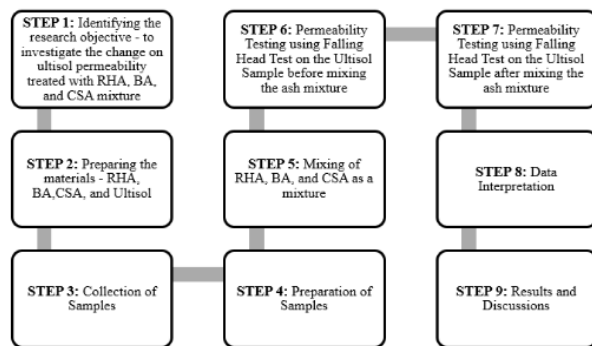 STEP 1: Identifying the
research objective - to
investigate the change on
ultisol permeability
treated with RHA, BA,
and CSA mixture
STEP 2: Preparing the
materials - RHA,
BA,CSA, and Ultisol
STEP 3: Collection of
Samples
STEP 4: Preparation of
Samples
STEP 5: Mixing of
RHA, BA, and CSA as a
mixture
STEP 6: Permeability
Testing using Falling
Head Test on the Ultisol
Sample before mixing
the ash mixture
STEP 7: Permeability
Testing using Falling
Head Test on the Ultisol
Sample after mixing the
ash mixture
STEP 8: Data
Interpretation
STEP 9: Results and
Discussions